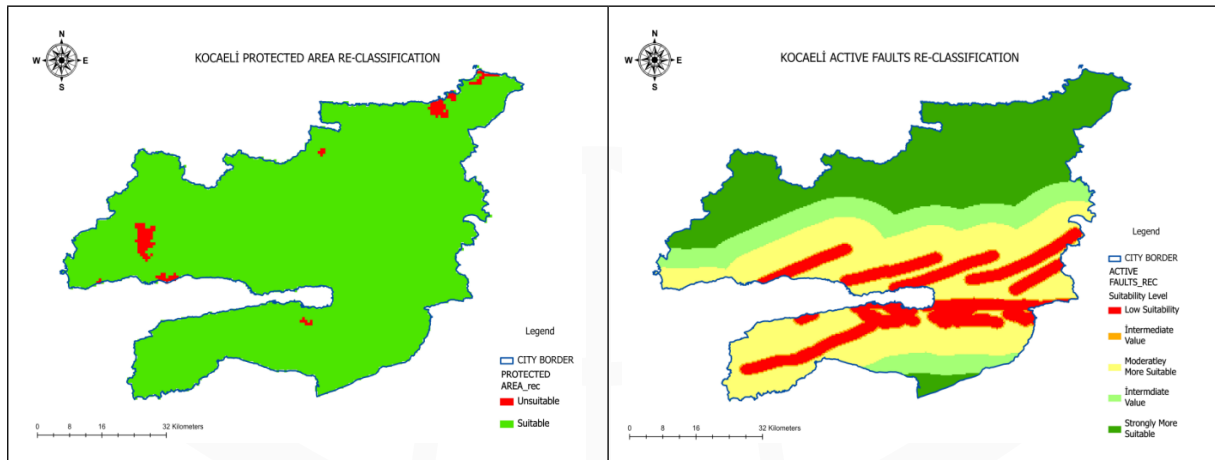 N
W E
S
KOCAELİ PROTECTED AREA RE-CLASSIFICATION
Legend
CITY BORDER
PROTECTED
AREA_rec
Unsuitable
Suitable
0 8 16 32 Kilometers
N
W E
S
KOCAELİ ACTIVE FAULTS RE-CLASSIFICATION
Legend
CITY BORDER
ACTIVE
FAULTS_REC
Suitability Level
Low Suitability
İntermediate
Value
Moderatley
More Suitable
İntermdiate
Value
Strongly More
Suitable
0 8 16 32 Kilometers